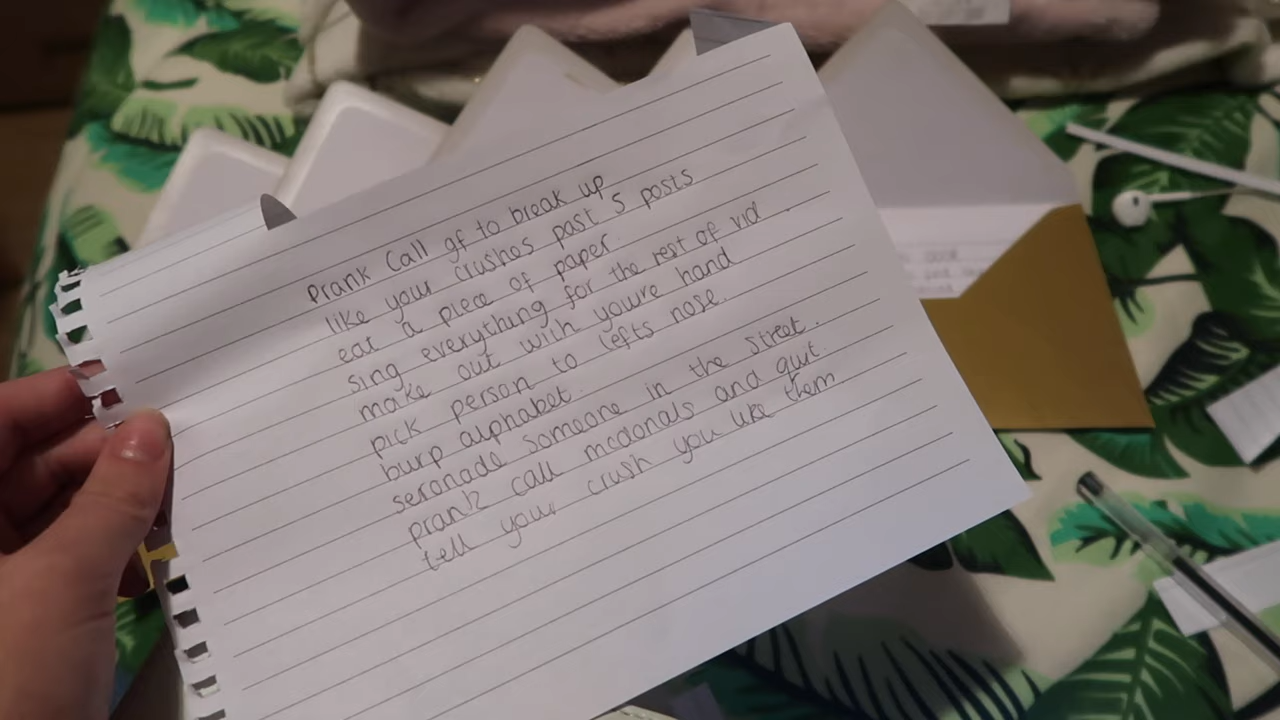 prank Call gf to break up
like your crushes past 5 posts
eat a piece of paper.
sing everything for the rest of vid
make out with youre hand
pick person to lefts nose.
burp alphabet.
seranade someone in the street.
prank call mcdonals and quit.
tell your crush you like them